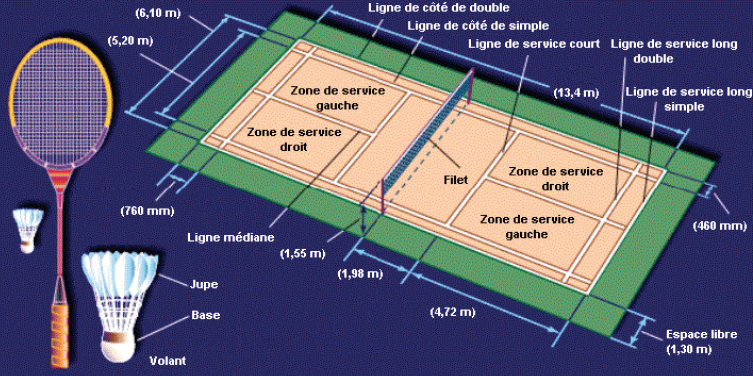 (6,10 m)
Ligne de côté de double
Ligne de côté de simple
(5,20 m)
Ligne de service court
Ligne de service long
double
(13,4 m)
Ligne de service long
simple
Zone de service
gauche
Zone de service
droit
Filet
Zone de service
droit
Zone de service
gauche
(760 mm)
(460 mm)
Ligne médiane
(1,55 m)
(1,98 m)
(4,72 m)
Jupe
Base
Volant
Espace libre
(1,30 m)